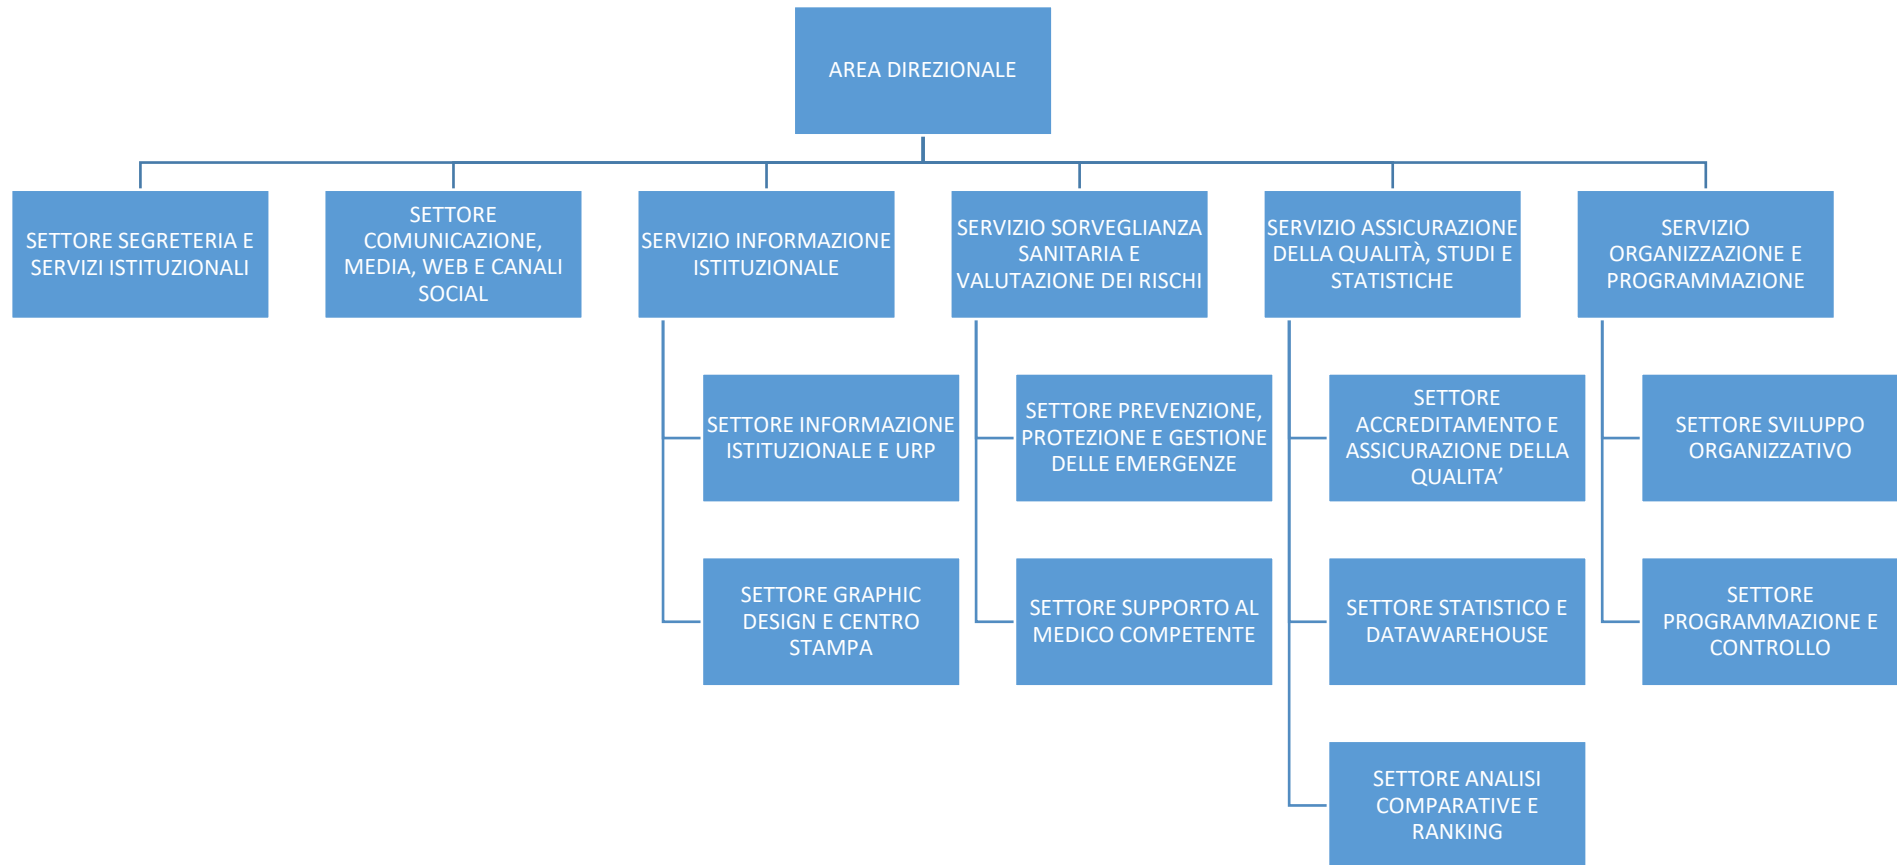 AREA DIREZIONALE
SETTORE SEGRETERIA E
SERVIZI ISTITUZIONALI
SETTORE
COMUNICAZIONE,
MEDIA, WEB E CANALI
SOCIAL
SERVIZIO INFORMAZIONE
ISTITUZIONALE
SERVIZIO SORVEGLIANZA
SANITARIA E
VALUTAZIONE DEI RISCHI
SERVIZIO ASSICURAZIONE
DELLA QUALITÀ, STUDI E
STATISTICHE
SERVIZIO
ORGANIZZAZIONE E
PROGRAMMAZIONE
SETTORE INFORMAZIONE
ISTITUZIONALE E URP
SETTORE PREVENZIONE,
PROTEZIONE E GESTIONE
DELLE EMERGENZE
SETTORE
ACCREDITAMENTO E
ASSICURAZIONE DELLA
QUALITA’
SETTORE SVILUPPO
ORGANIZZATIVO
SETTORE GRAPHIC
DESIGN E CENTRO
STAMPA
SETTORE SUPPORTO AL
MEDICO COMPETENTE
SETTORE STATISTICO E
DATAWAREHOUSE
SETTORE
PROGRAMMAZIONE E
CONTROLLO
SETTORE ANALISI
COMPARATIVE E
RANKING